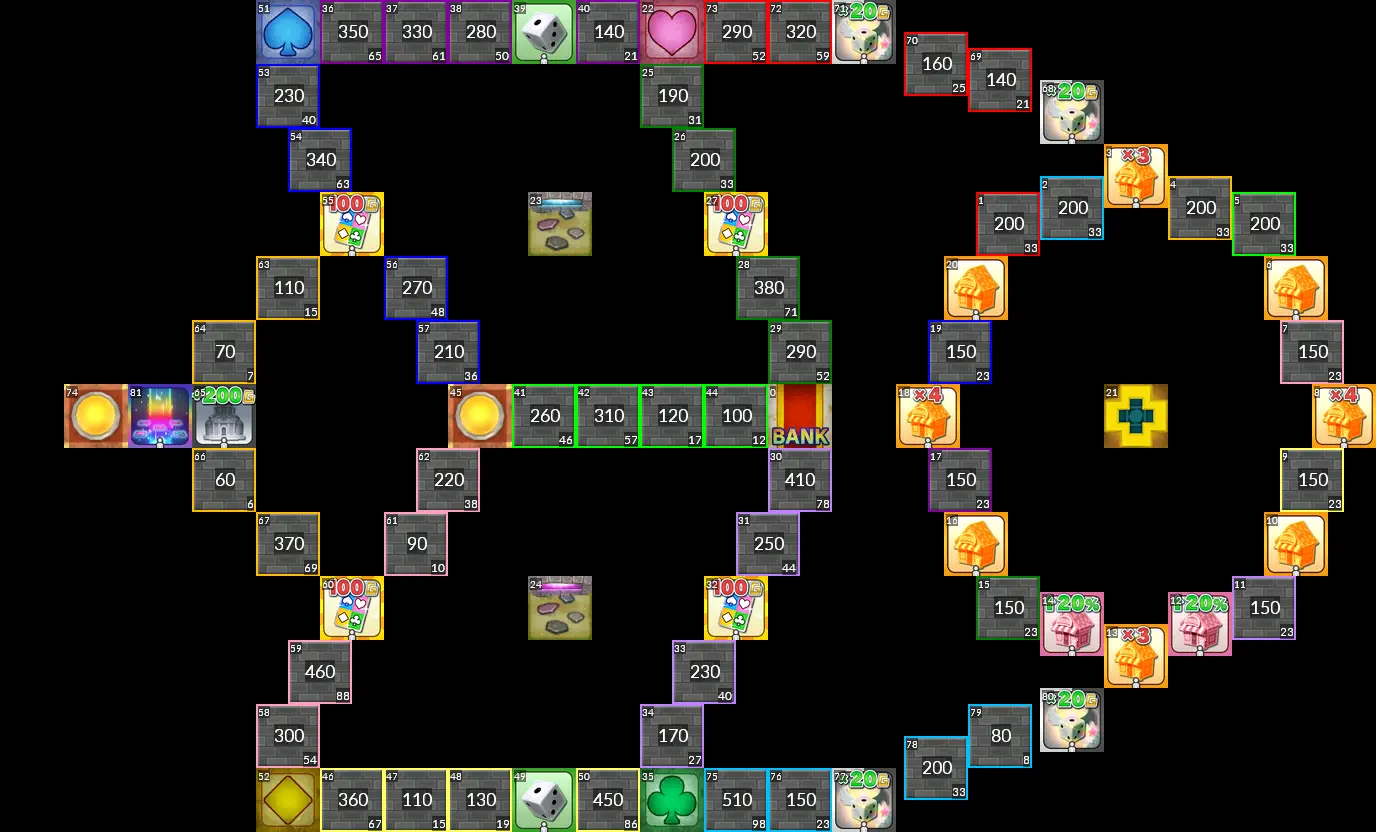 51 36 350 65 37 330 61 38 280 50 39 40 140 21 22 73 290 52 72 320 59 71 ×20G
70 160 25 69 140 21
53 230 40 25 190 31 68 ×20G
54 340 63 26 200 33 3 ×3
2 200 33 4 200 33
55 100G 23 27 100G 1 200 33 5 200 33
63 110 15 56 270 48 28 380 71 20 6
64 70 7 57 210 36 29 290 52 19 150 23 7 150 23
74 81 65 200G 45 41 260 46 42 310 57 43 120 17 44 100 12 0 BANK 18 ×4 21 8 ×4
66 60 6 62 220 38 30 410 78 17 150 23 9 150 23
67 370 69 61 90 10 31 250 44 16 10
60 100G 24 32 100G 15 150 23 11 150 23
14 20% 12 20%
13 ×3
59 460 88 33 230 40
80 ×20G
58 300 54 34 170 27 79 80 8
78 200 33
52 46 360 67 47 110 15 48 130 19 49 50 450 86 35 75 510 98 76 150 23 77 ×20G